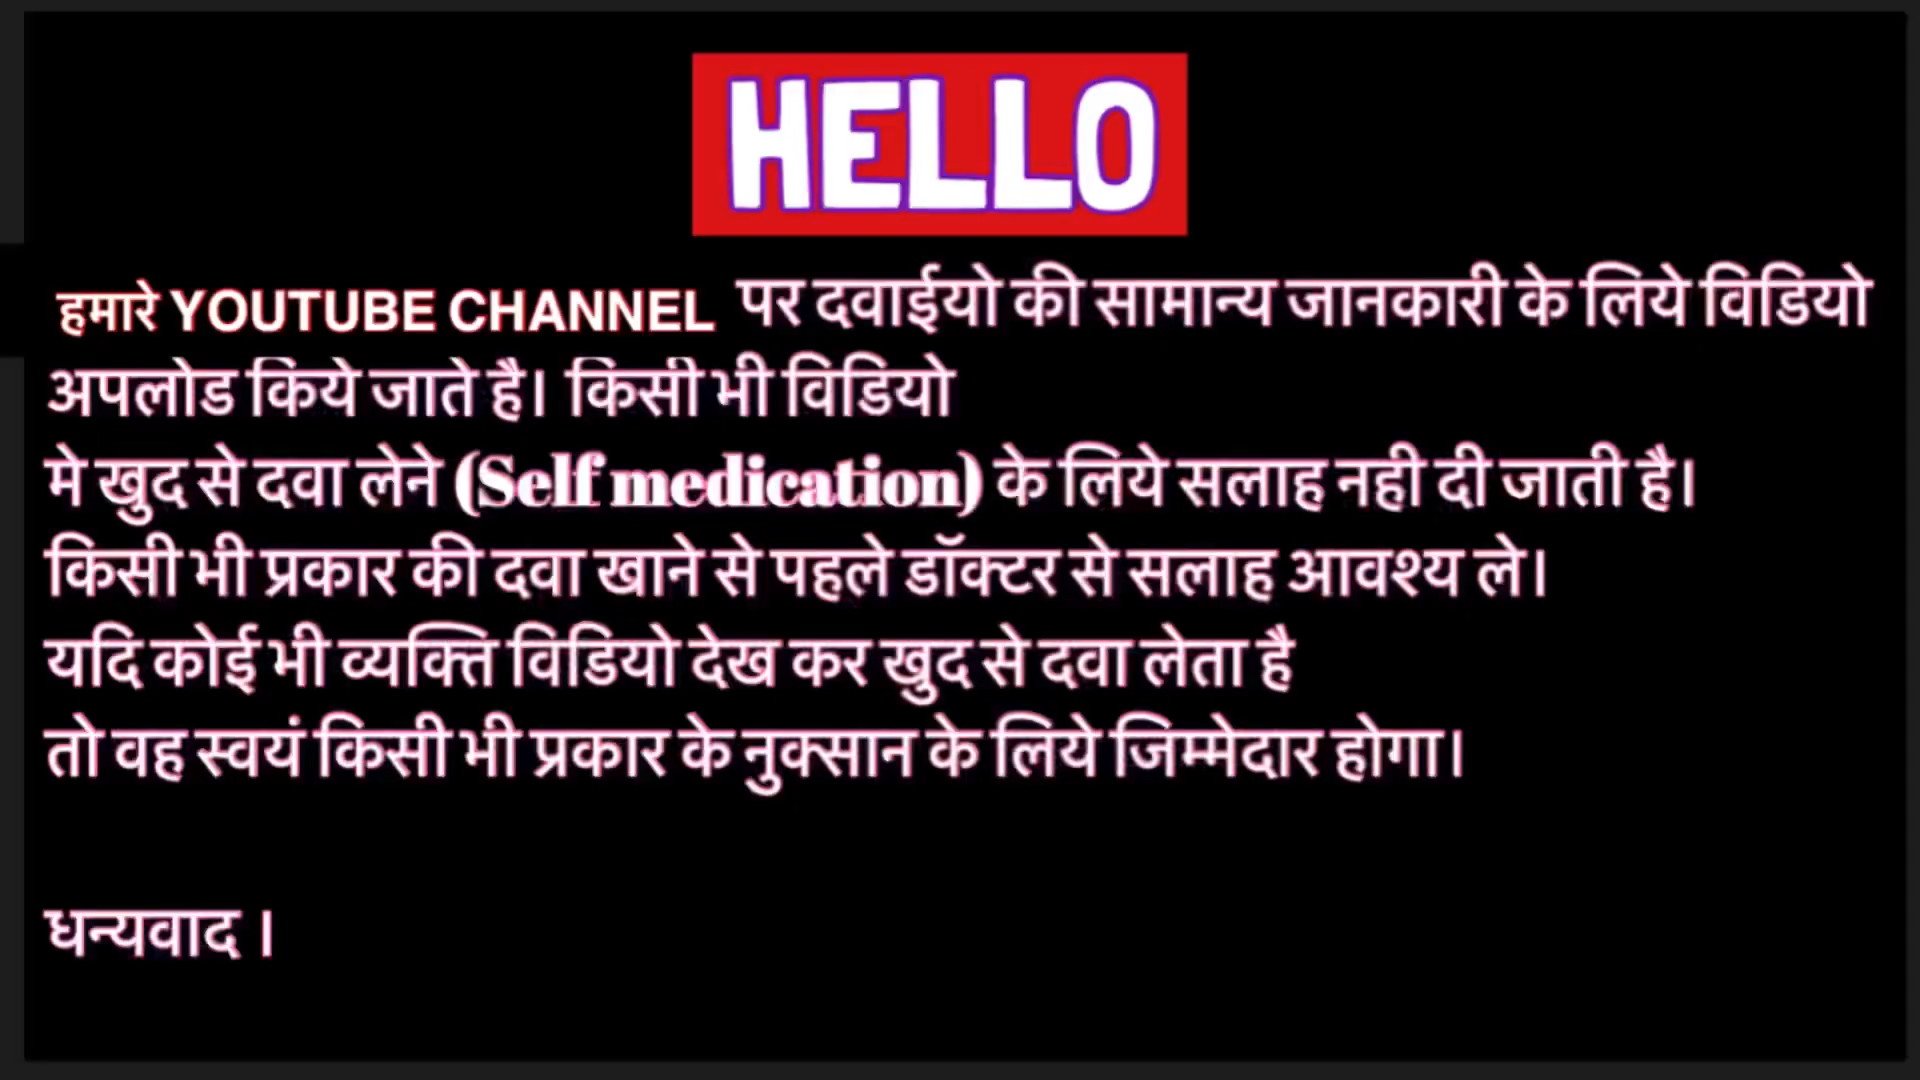 HELLO
हमारे YOUTUBE CHANNEL पर दवाईयो की सामान्य जानकारी के लिये विडियो
अपलोड किये जाते है। किसी भी विडियो
मे खुद से दवा लेने (Self medication) के लिये सलाह नही दी जाती है।
किसी भी प्रकार की दवा खाने से पहले डॉक्टर से सलाह आवश्य ले।
यदि कोई भी व्यक्ति विडियो देख कर खुद से दवा लेता है
तो वह स्वयं किसी भी प्रकार के नुक्सान के लिये जिम्मेदार होगा।
धन्यवाद ।